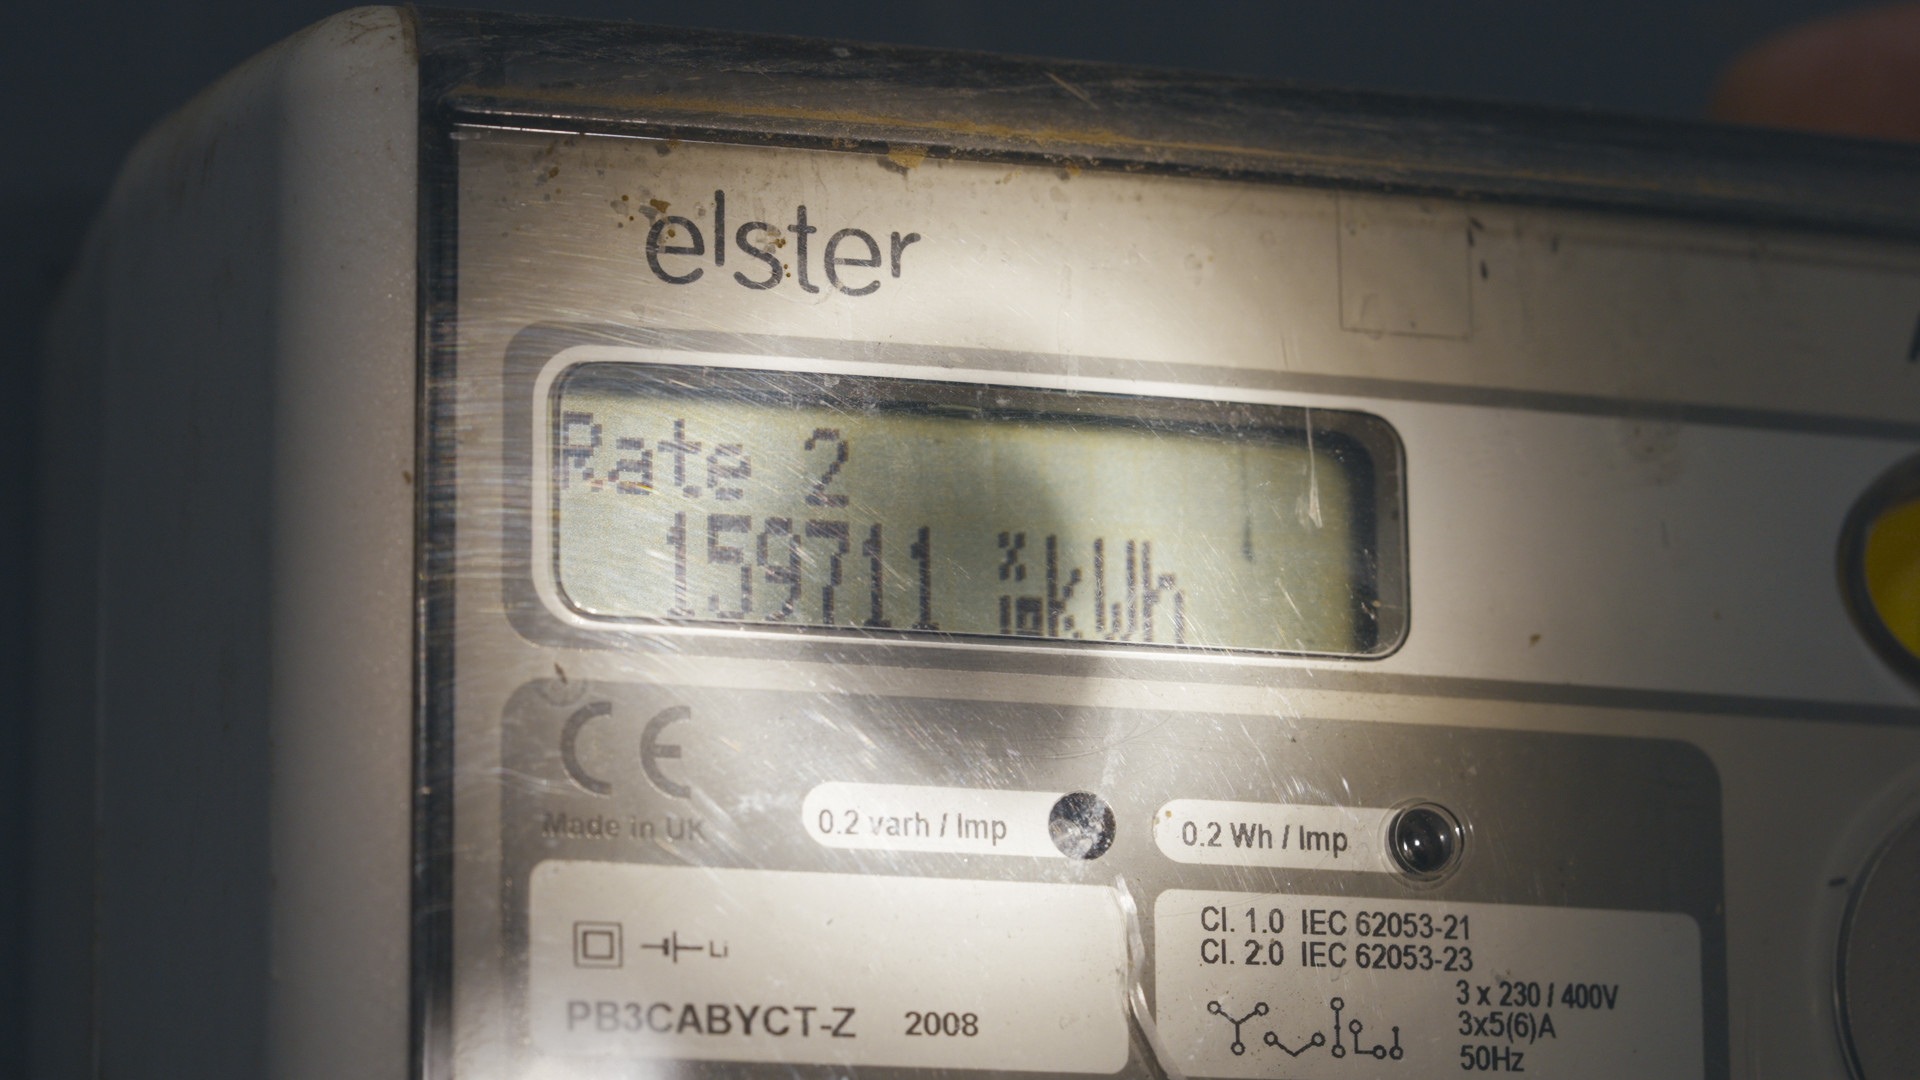 elster
Rate 2
159711 kWh
CE
Made in UK
0.2 varh / Imp
0.2 Wh / Imp
Li
PB3CABYCT-Z 2008
Cl. 1.0 IEC 62053-21
Cl. 2.0 IEC 62053-23
3 x 230 / 400V
3x5(6)A
50Hz